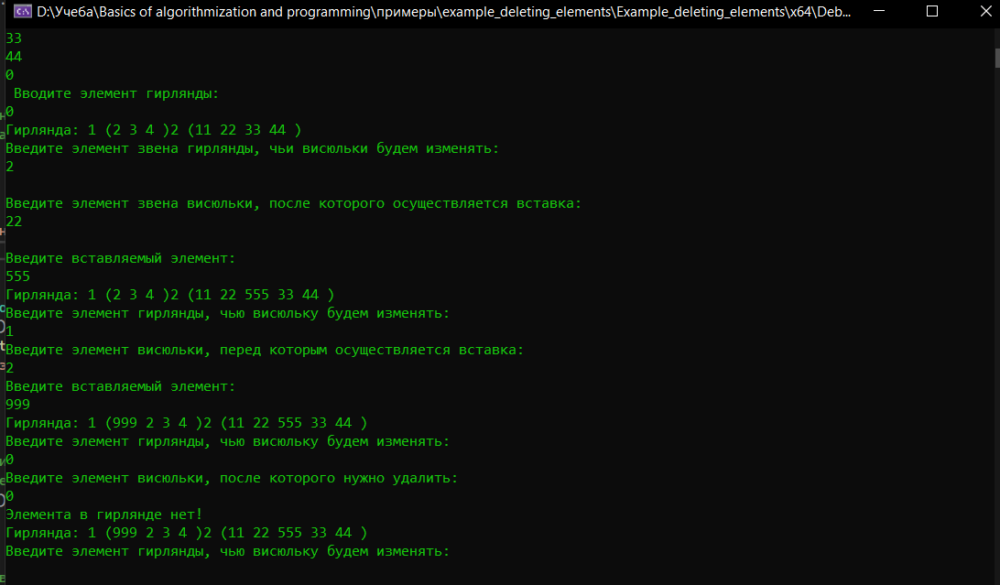 D:\Учеба\Basics of algorithmization and programming\примеры\example_deleting_elements\Example_deleting_elements\x64\Deb...
33
44
0
Вводите элемент гирлянды:
0
Гирлянда: 1 (2 3 4 )2 (11 22 33 44 )
Введите элемент звена гирлянды, чьи висюльки будем изменять:
2
Введите элемент звена висюльки, после которого осуществляется вставка:
22
Введите вставляемый элемент:
555
Гирлянда: 1 (2 3 4 )2 (11 22 555 33 44 )
Введите элемент гирлянды, чью висюльку будем изменять:
1
Введите элемент висюльки, перед которым осуществляется вставка:
2
Введите вставляемый элемент:
999
Гирлянда: 1 (999 2 3 4 )2 (11 22 555 33 44 )
Введите элемент гирлянды, чью висюльку будем изменять:
0
Введите элемент висюльки, после которого нужно удалить:
0
Элемента в гирлянде нет!
Гирлянда: 1 (999 2 3 4 )2 (11 22 555 33 44 )
Введите элемент гирлянды, чью висюльку будем изменять: